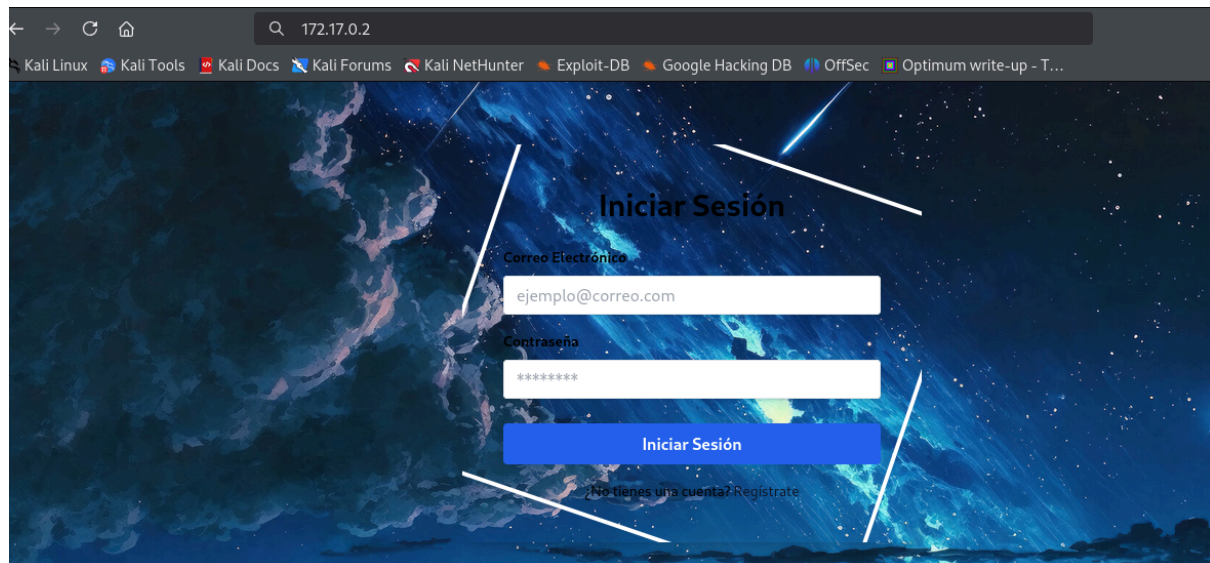 172.17.0.2
Kali Linux Kali Tools Kali Docs Kali Forums Kali NetHunter Exploit-DB Google Hacking DB OffSec Optimum write-up - T...
Iniciar Sesión
Correo Electrónico
ejemplo@correo.com
Contraseña
********
Iniciar Sesión
¿No tienes una cuenta? Regístrate